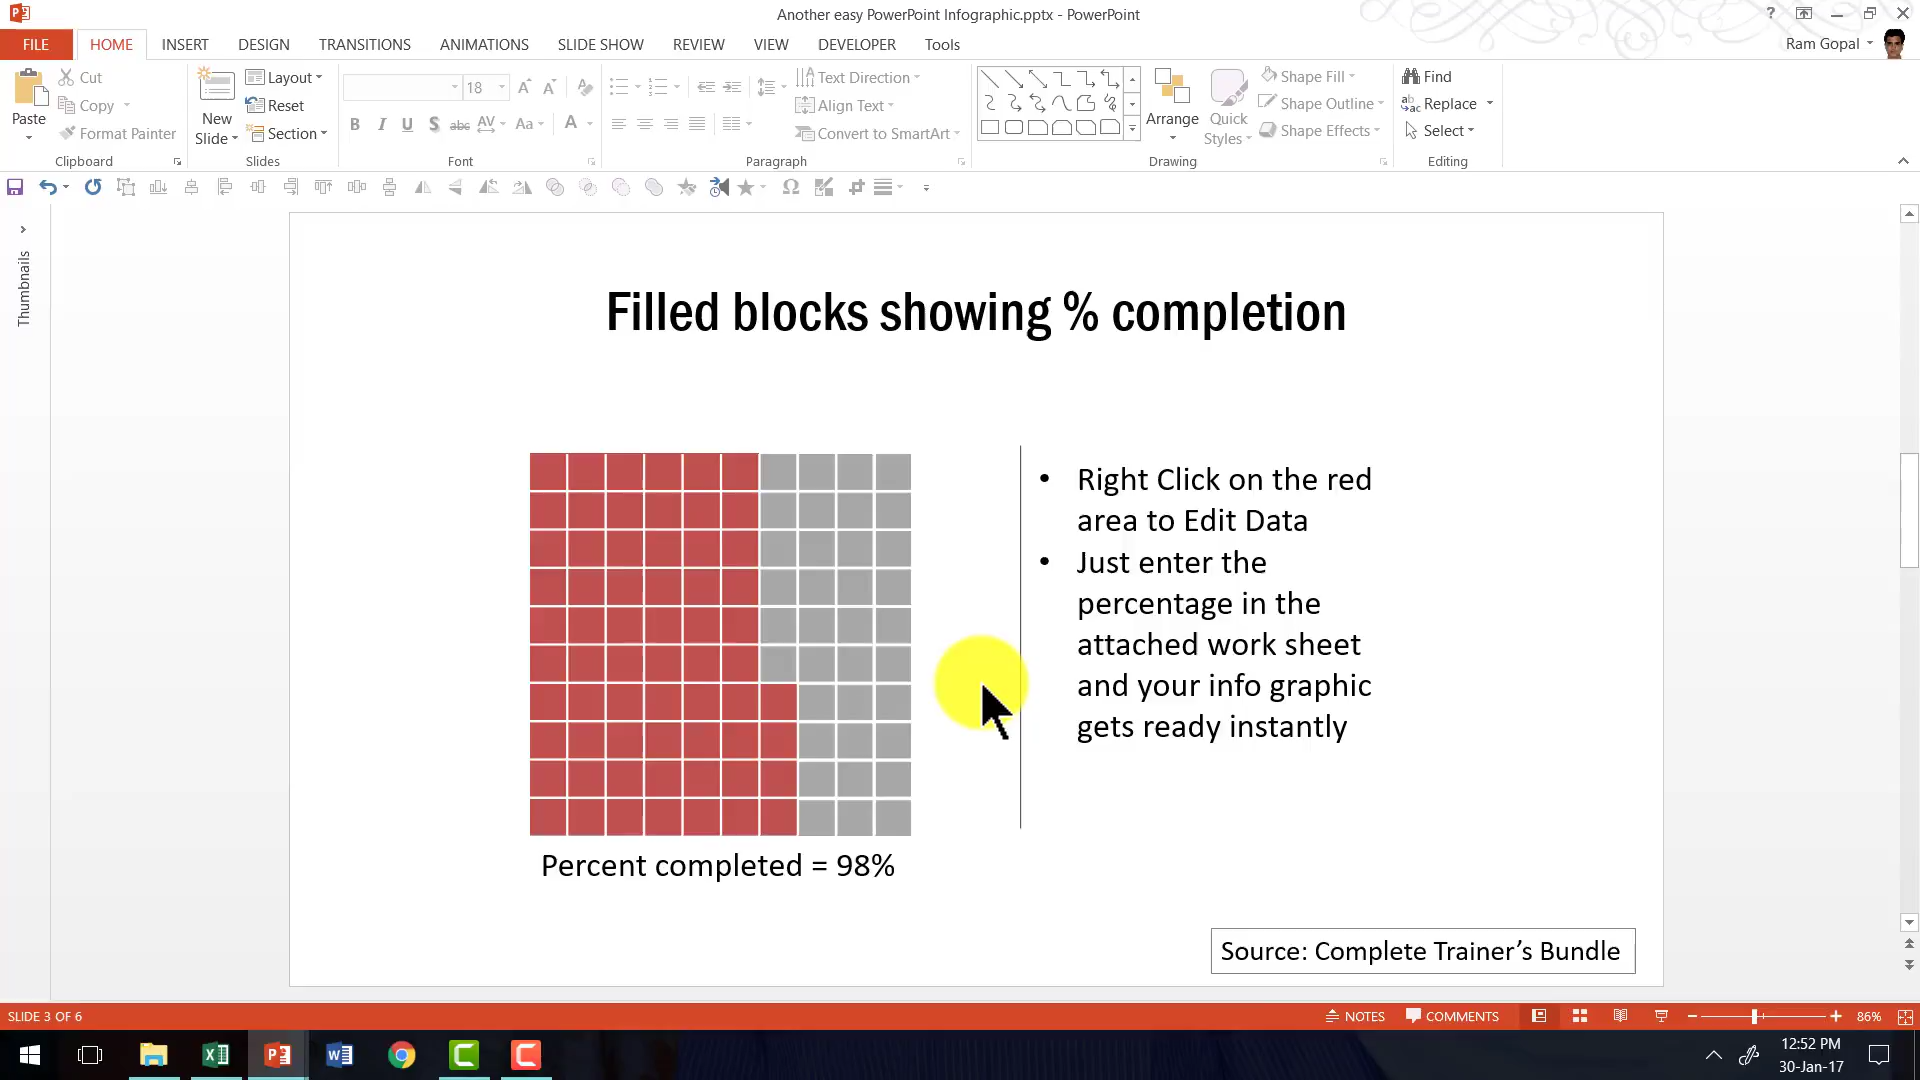 Another easy PowerPoint Infographic.pptx - PowerPoint
FILE HOME INSERT DESIGN TRANSITIONS ANIMATIONS SLIDE SHOW REVIEW VIEW DEVELOPER Tools
Ram Gopal
Paste
Cut
Copy
Format Painter
Clipboard
New
Slide
Layout
Reset
Section
Slides
18
Aa
Font
Text Direction
Align Text
Convert to SmartArt
Paragraph
Arrange
Quick
Styles
Shape Fill
Shape Outline
Shape Effects
Drawing
Find
Replace
Select
Editing
Thumbnails
Filled blocks showing % completion
• Right Click on the red
area to Edit Data
• Just enter the
percentage in the
attached work sheet
and your info graphic
gets ready instantly
Percent completed = 98%
Source: Complete Trainer’s Bundle
SLIDE 3 OF 6
NOTES
COMMENTS
86%
12:52 PM
30-Jan-17